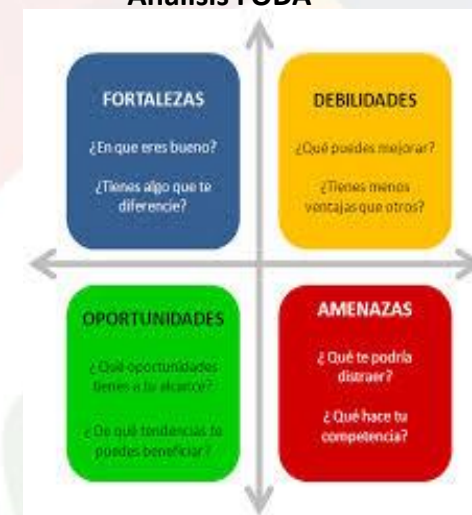 Análisis FODA
FORTALEZAS
¿En que eres bueno?
¿Tienes algo que te
diferencie?
DEBILIDADES
¿Qué puedes mejorar?
¿Tienes menos
ventajas que otros?
OPORTUNIDADES
¿Qué oportunidades
tienes a tu alcance?
¿De qué tendencias te
puedes beneficiar?
AMENAZAS
¿ Qué te podría
distraer?
¿ Qué hace tu
competencia?